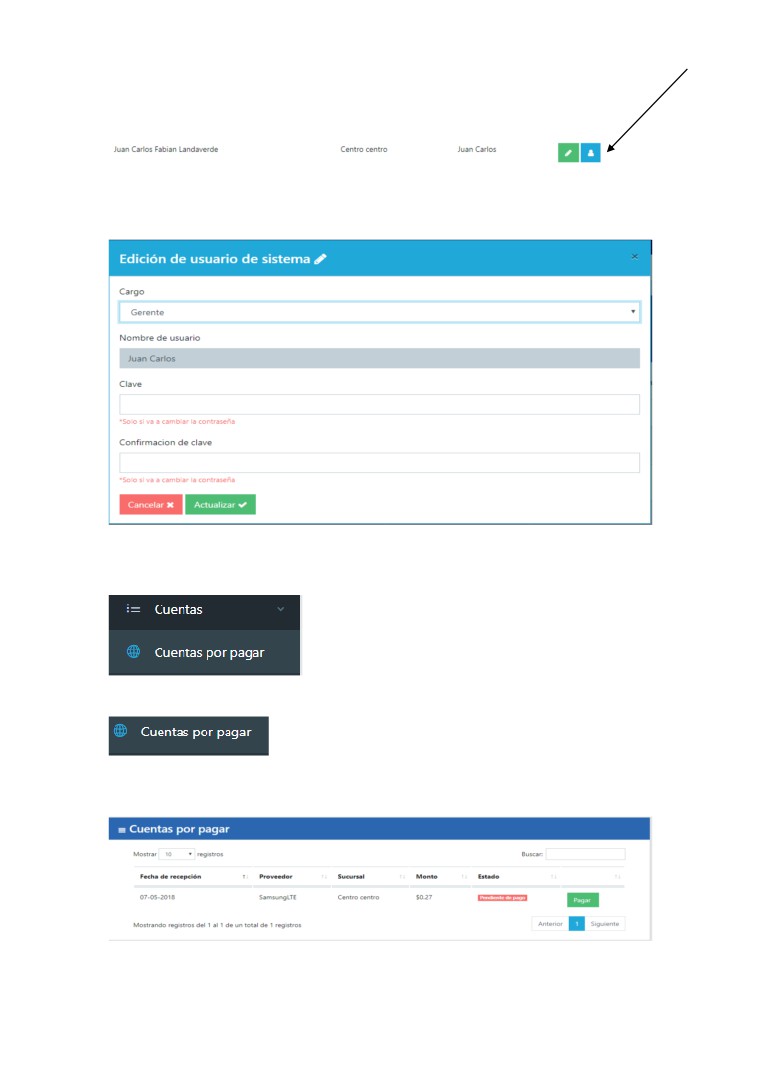 Juan Carlos Fabian Landaverde Centro centro Juan Carlos
Edición de usuario de sistema
Cargo
Gerente
Nombre de usuario
Juan Carlos
Clave
*Solo si va a cambiar la contraseña
Confirmacion de clave
*Solo si va a cambiar la contraseña
Cancelar Actualizar
Cuentas
Cuentas por pagar
Cuentas por pagar
Cuentas por pagar
Mostrar 10 registros Buscar:
Fecha de recepción Proveedor Sucursal Monto Estado
07-05-2018 SamsungLTE Centro centro $0.27 Pendiente de pago Pagar
Mostrando registros del 1 al 1 de un total de 1 registros
Anterior 1 Siguiente